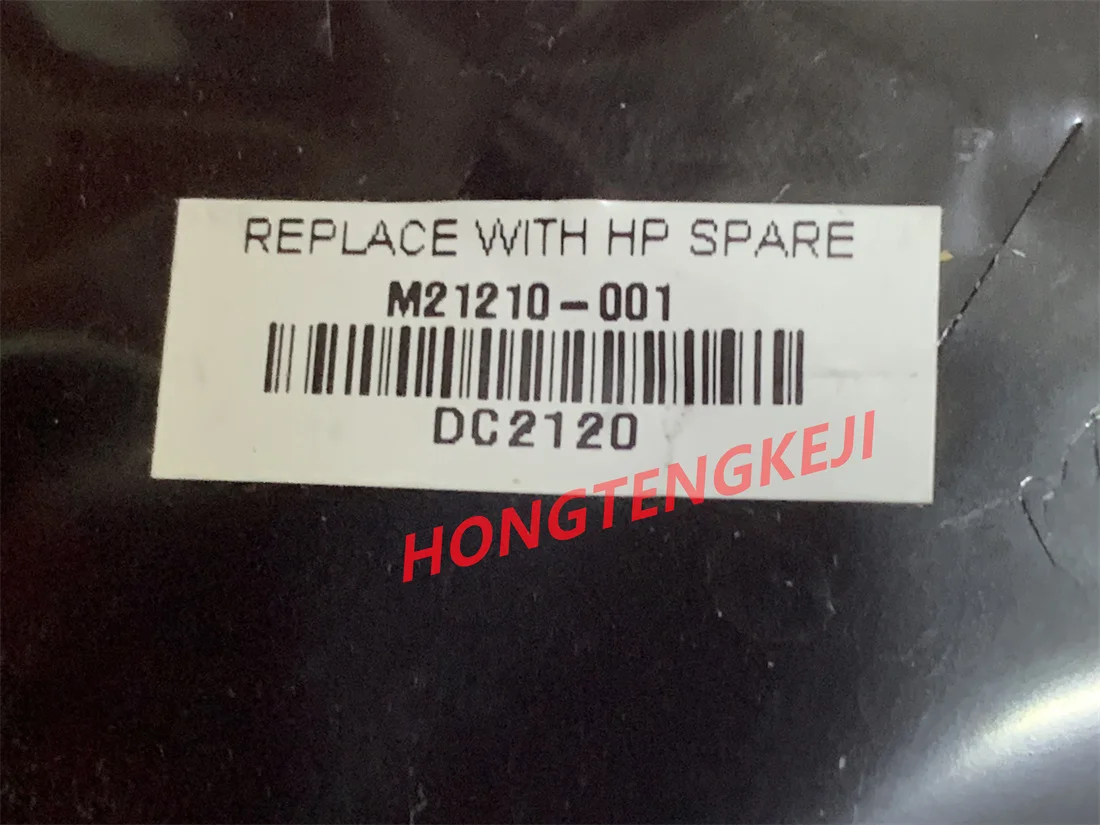 REPLACE WITH HP SPARE
M21210-001
DC2120
HONGTENGKEJI